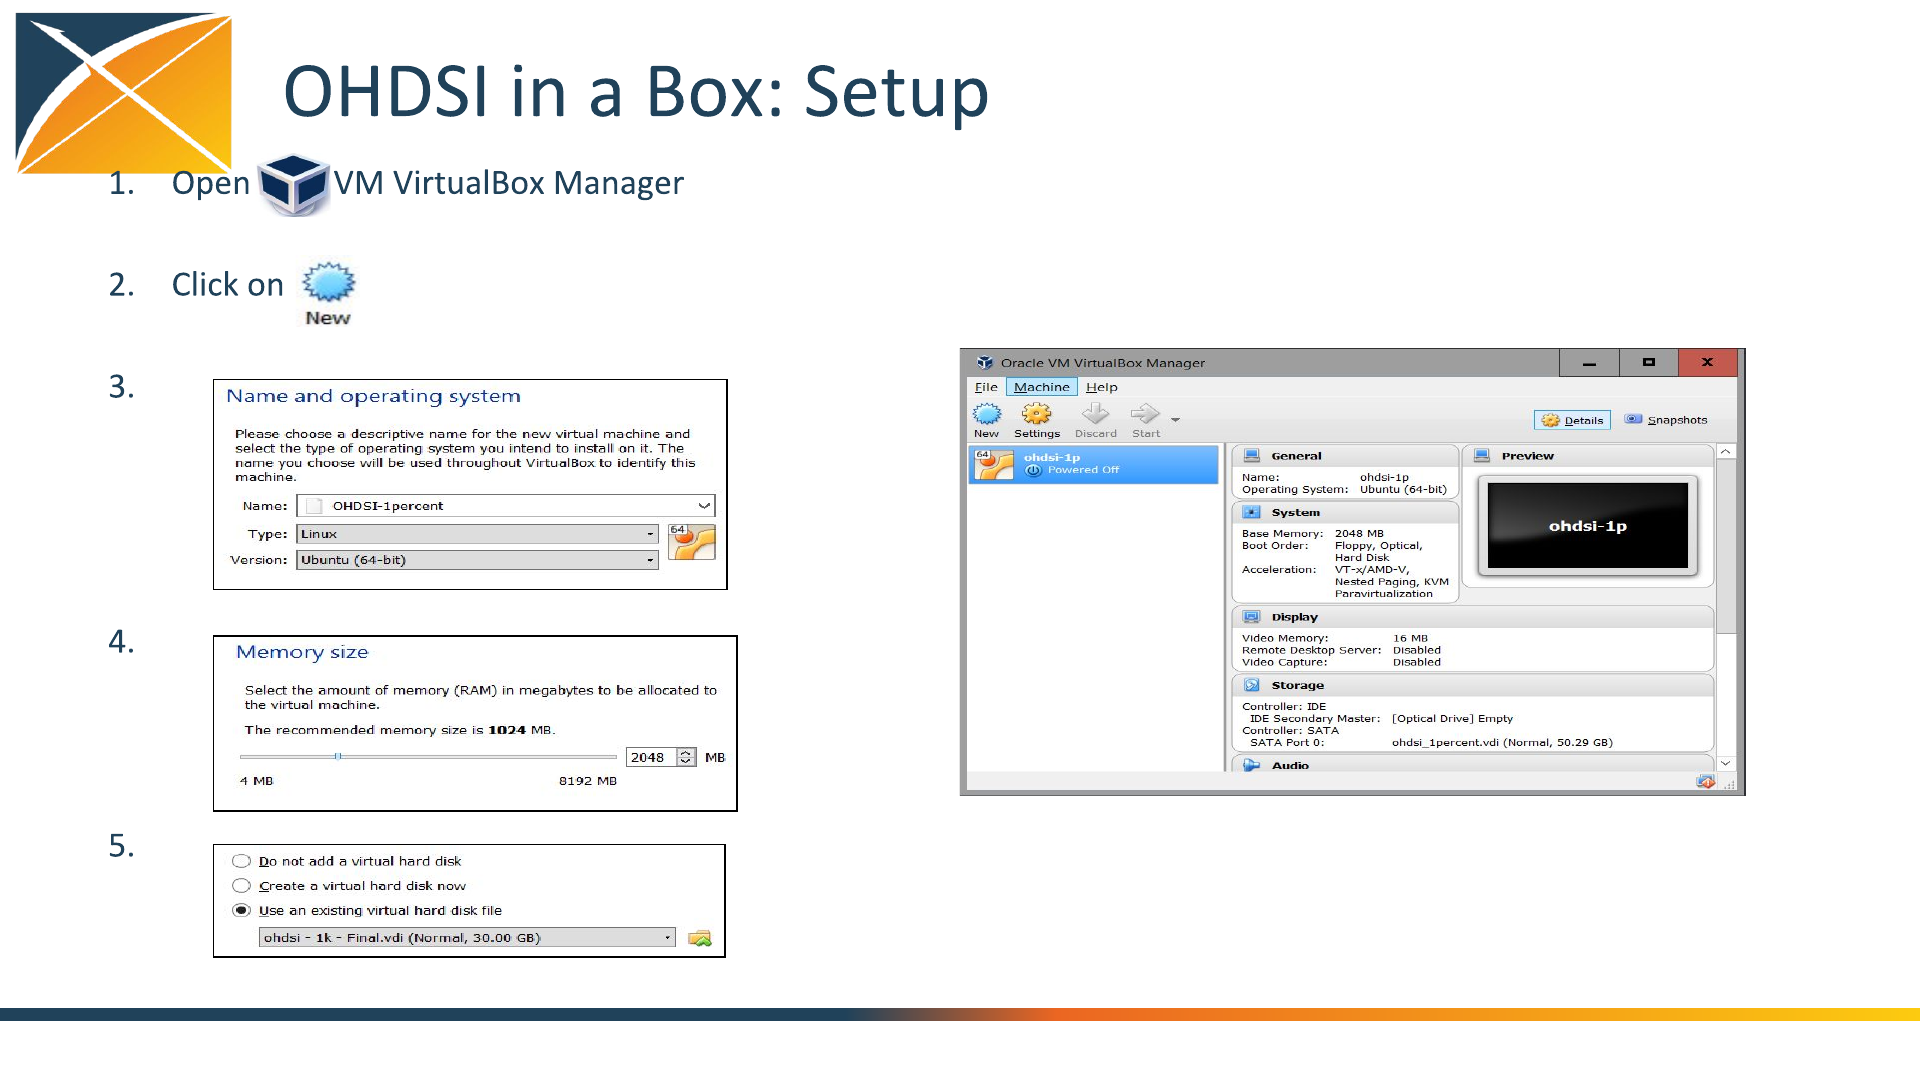 OHDSI in a Box: Setup
1. Open VM VirtualBox Manager
2. Click on
New
3.
Name and operating system
Please choose a descriptive name for the new virtual machine and
select the type of operating system you intend to install on it. The
name you choose will be used throughout VirtualBox to identify this
machine.
Name: OHDSI-1percent
Type: Linux
64
Version: Ubuntu (64-bit)
4.
Memory size
Select the amount of memory (RAM) in megabytes to be allocated to
the virtual machine.
The recommended memory size is 1024 MB.
2048 MB
4 MB 8192 MB
5.
Do not add a virtual hard disk
Create a virtual hard disk now
Use an existing virtual hard disk file
ohdsi - 1k - Final.vdi (Normal, 30.00 GB)
Oracle VM VirtualBox Manager
File Machine Help
New Settings Discard Start
Details Snapshots
64
ohdsi-1p
Powered Off
General
Name: ohdsi-1p
Operating System: Ubuntu (64-bit)
System
Base Memory: 2048 MB
Boot Order: Floppy, Optical,
Hard Disk
Acceleration: VT-x/AMD-V,
Nested Paging, KVM
Paravirtualization
Preview
ohdsi-1p
Display
Video Memory: 16 MB
Remote Desktop Server: Disabled
Video Capture: Disabled
Storage
Controller: IDE
IDE Secondary Master: [Optical Drive] Empty
Controller: SATA
SATA Port 0: ohdsi_1percent.vdi (Normal, 50.29 GB)
Audio